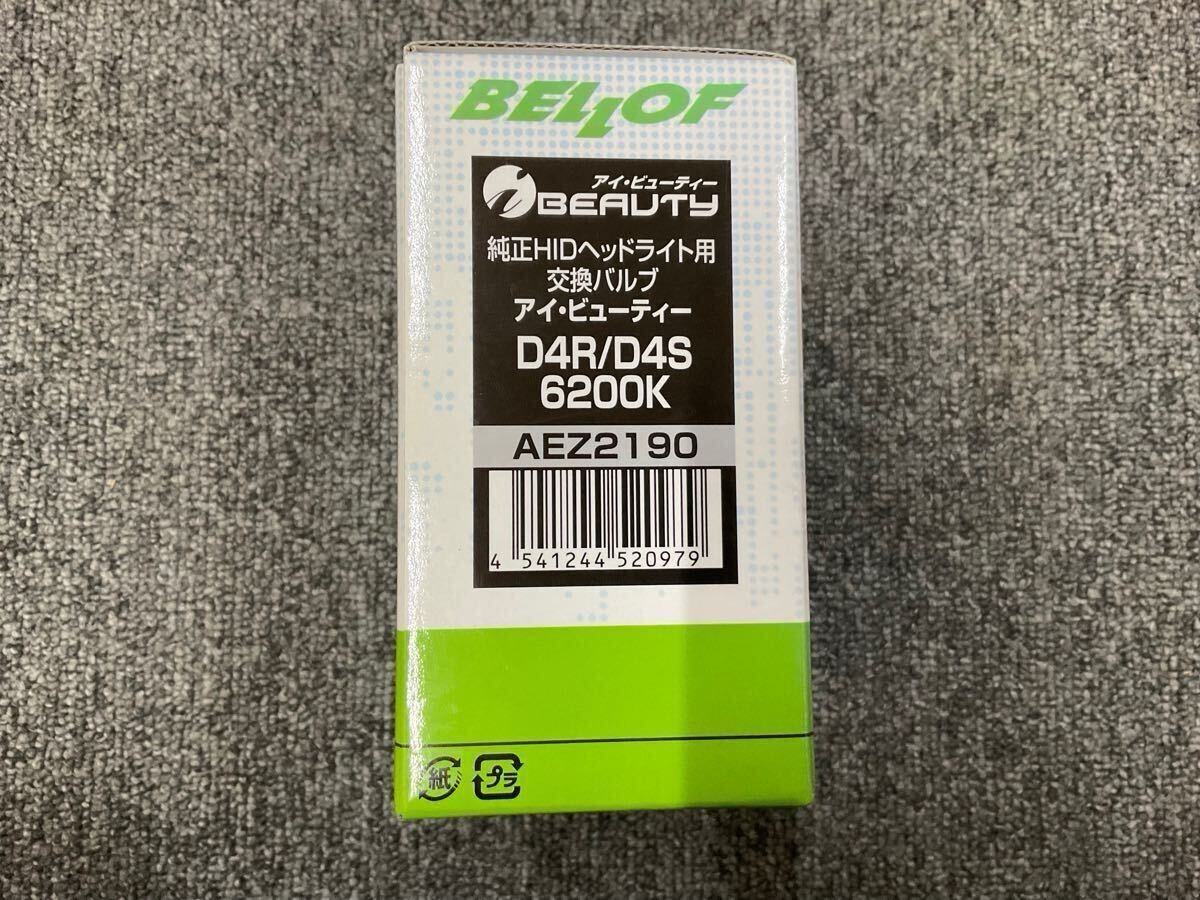 BELLOF
アイ・ビューティー
BEAUTY
純正HIDヘッドライト用
交換バルブ
アイ・ビューティー
D4R/D4S
6200K
AEZ2190
4 541244 520979
紙 プラ